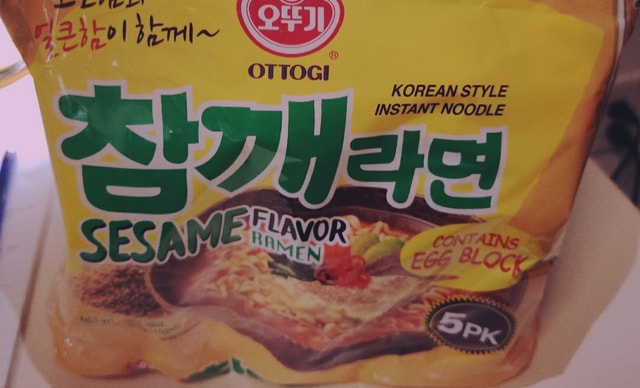 얼큰함이 함께~
오뚜기
®
OTTOGI
KOREAN STYLE
INSTANT NOODLE
참깨라면
SESAME FLAVOR
RAMEN
CONTAINS
EGG BLOCK
5PK